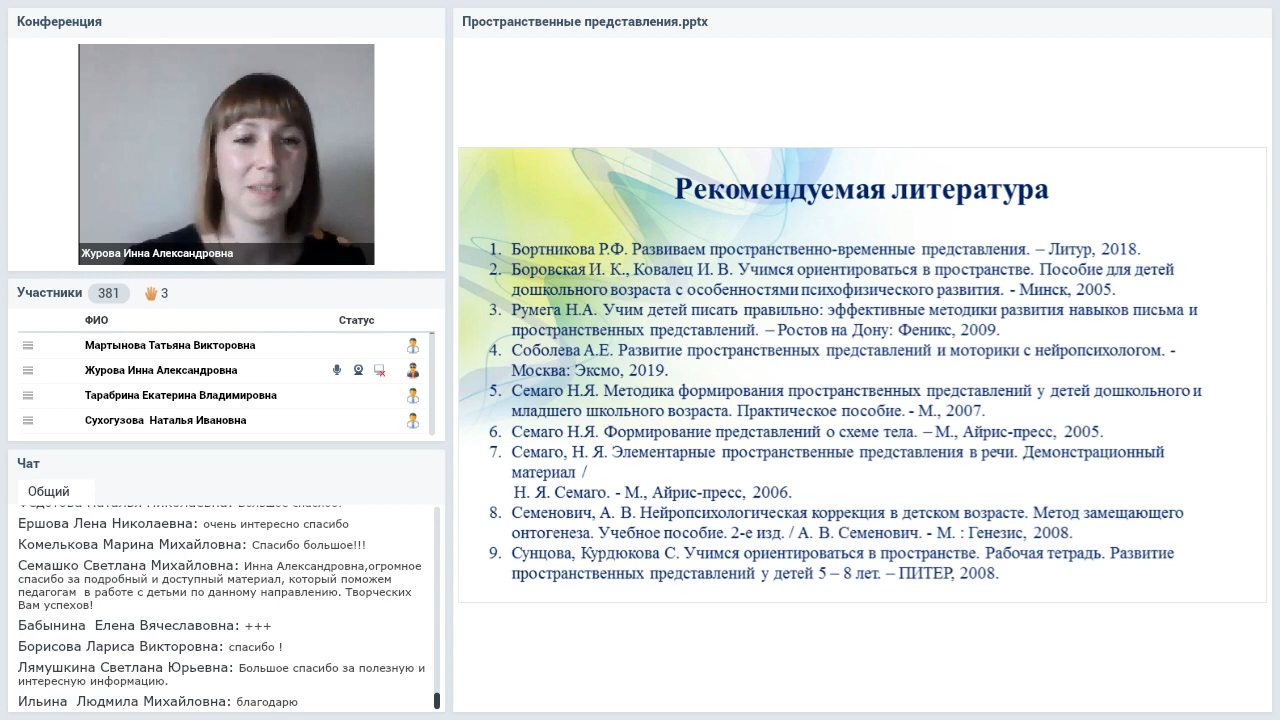 Конференция
Журова Инна Александровна
Участники 381 3
ФИО Статус
Мартынова Татьяна Викторовна
Журова Инна Александровна
Тарабрина Екатерина Владимировна
Сухогузова Наталья Ивановна
Чат
Общий
Ершова Лена Николаевна: очень интересно спасибо
Комелькова Марина Михайловна: Спасибо большое!!!
Семашко Светлана Михайловна: Инна Александровна,огромное
спасибо за подробный и доступный материал, который поможем
педагогам в работе с детьми по данному направлению. Творческих
Вам успехов!
Бабынина Елена Вячеславовна: +++
Борисова Лариса Викторовна: спасибо !
Лямушкина Светлана Юрьевна: Большое спасибо за полезную и
интересную информацию.
Ильина Людмила Михайловна: благодарю
Пространственные представления.pptx
Рекомендуемая литература
1. Бортникова Р.Ф. Развиваем пространственно-временные представления. – Литур, 2018.
2. Боровская И. К., Ковалец И. В. Учимся ориентироваться в пространстве. Пособие для детей
дошкольного возраста с особенностями психофизического развития. - Минск, 2005.
3. Румега Н.А. Учим детей писать правильно: эффективные методики развития навыков письма и
пространственных представлений. – Ростов на Дону: Феникс, 2009.
4. Соболева А.Е. Развитие пространственных представлений и моторики с нейропсихологом. -
Москва: Эксмо, 2019.
5. Семаго Н.Я. Методика формирования пространственных представлений у детей дошкольного и
младшего школьного возраста. Практическое пособие. - М., 2007.
6. Семаго Н.Я. Формирование представлений о схеме тела. – М., Айрис-пресс, 2005.
7. Семаго, Н. Я. Элементарные пространственные представления в речи. Демонстрационный
материал /
Н. Я. Семаго. - М., Айрис-пресс, 2006.
8. Семенович, А. В. Нейропсихологическая коррекция в детском возрасте. Метод замещающего
онтогенеза. Учебное пособие. 2-е изд. / А. В. Семенович. - М. : Генезис, 2008.
9. Сунцова, Курдюкова С. Учимся ориентироваться в пространстве. Рабочая тетрадь. Развитие
пространственных представлений у детей 5 – 8 лет. – ПИТЕР, 2008.